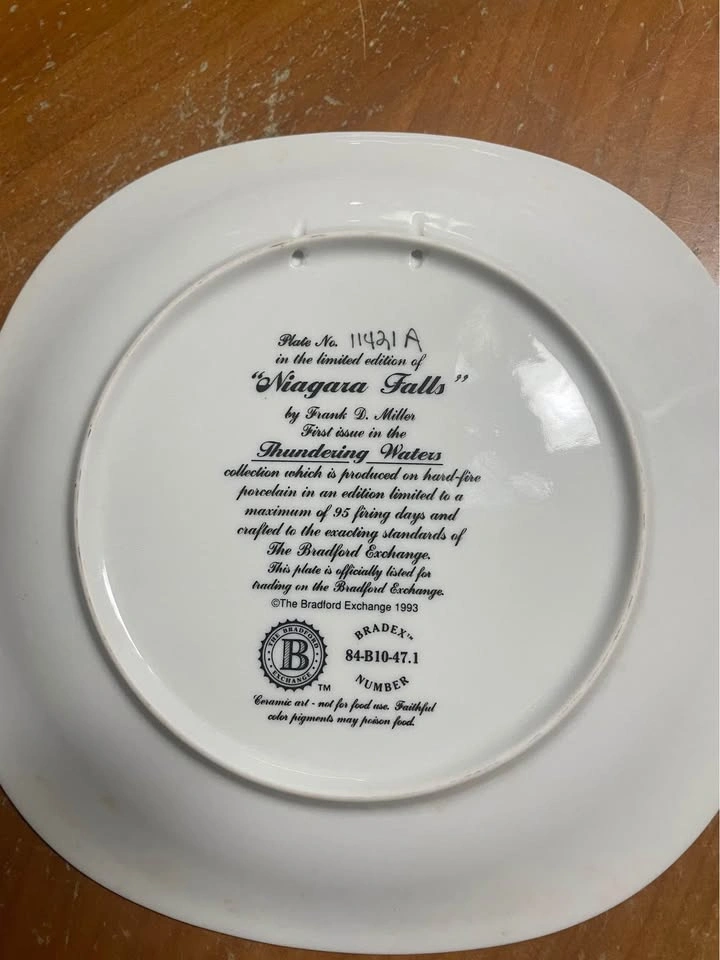 Plate No. 11421 A
in the limited edition of
"Niagara Falls"
by Frank D. Miller
First issue in the
Thundering Waters
collection which is produced on hard-fire
porcelain in an edition limited to a
maximum of 95 firing days and
crafted to the exacting standards of
The Bradford Exchange.
This plate is officially listed for
trading on the Bradford Exchange.
©The Bradford Exchange 1993
THE BRADFORD
B
EXCHANGE
TM
BRADEX™
84-B10-47.1
NUMBER
Ceramic art - not for food use. Faithful
color pigments may poison food.